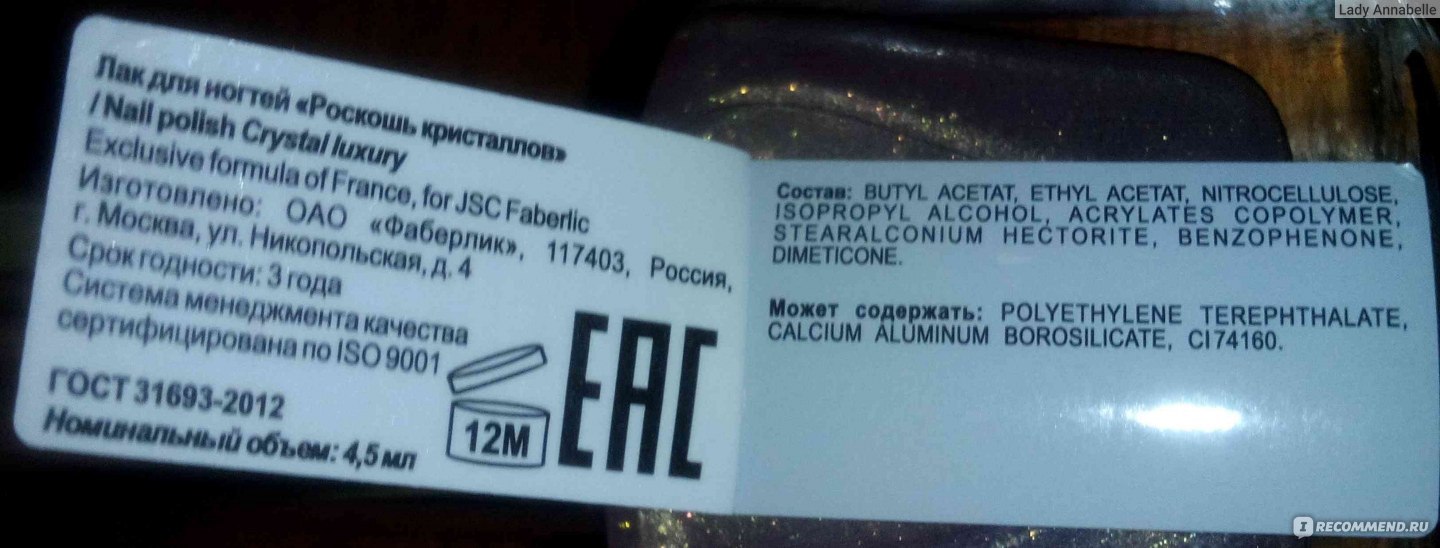 Lady Annabelle
Лак для ногтей «Роскошь кристаллов»
/ Nail polish Crystal luxury
Exclusive formula of France, for JSC Faberlic
Изготовлено: ОАО «Фаберлик», 117403, Россия,
г. Москва, ул. Никопольская, д. 4
Срок годности: 3 года
Система менеджмента качества
сертифицирована по ISO 9001
ГОСТ 31693-2012
Номинальный объем: 4,5 мл
12M
EAC
Состав: BUTYL ACETAT, ETHYL ACETAT, NITROCELLULOSE,
ISOPROPYL ALCOHOL, ACRYLATES COPOLYMER,
STEARALCONIUM HECTORITE, BENZOPHENONE,
DIMETICONE.
Может содержать: POLYETHYLENE TEREPHTHALATE,
CALCIUM ALUMINUM BOROSILICATE, CI74160.
I RECOMMEND.RU